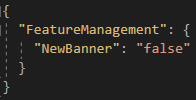 {
"FeatureManagement": {
"NewBanner": "false"
}
}